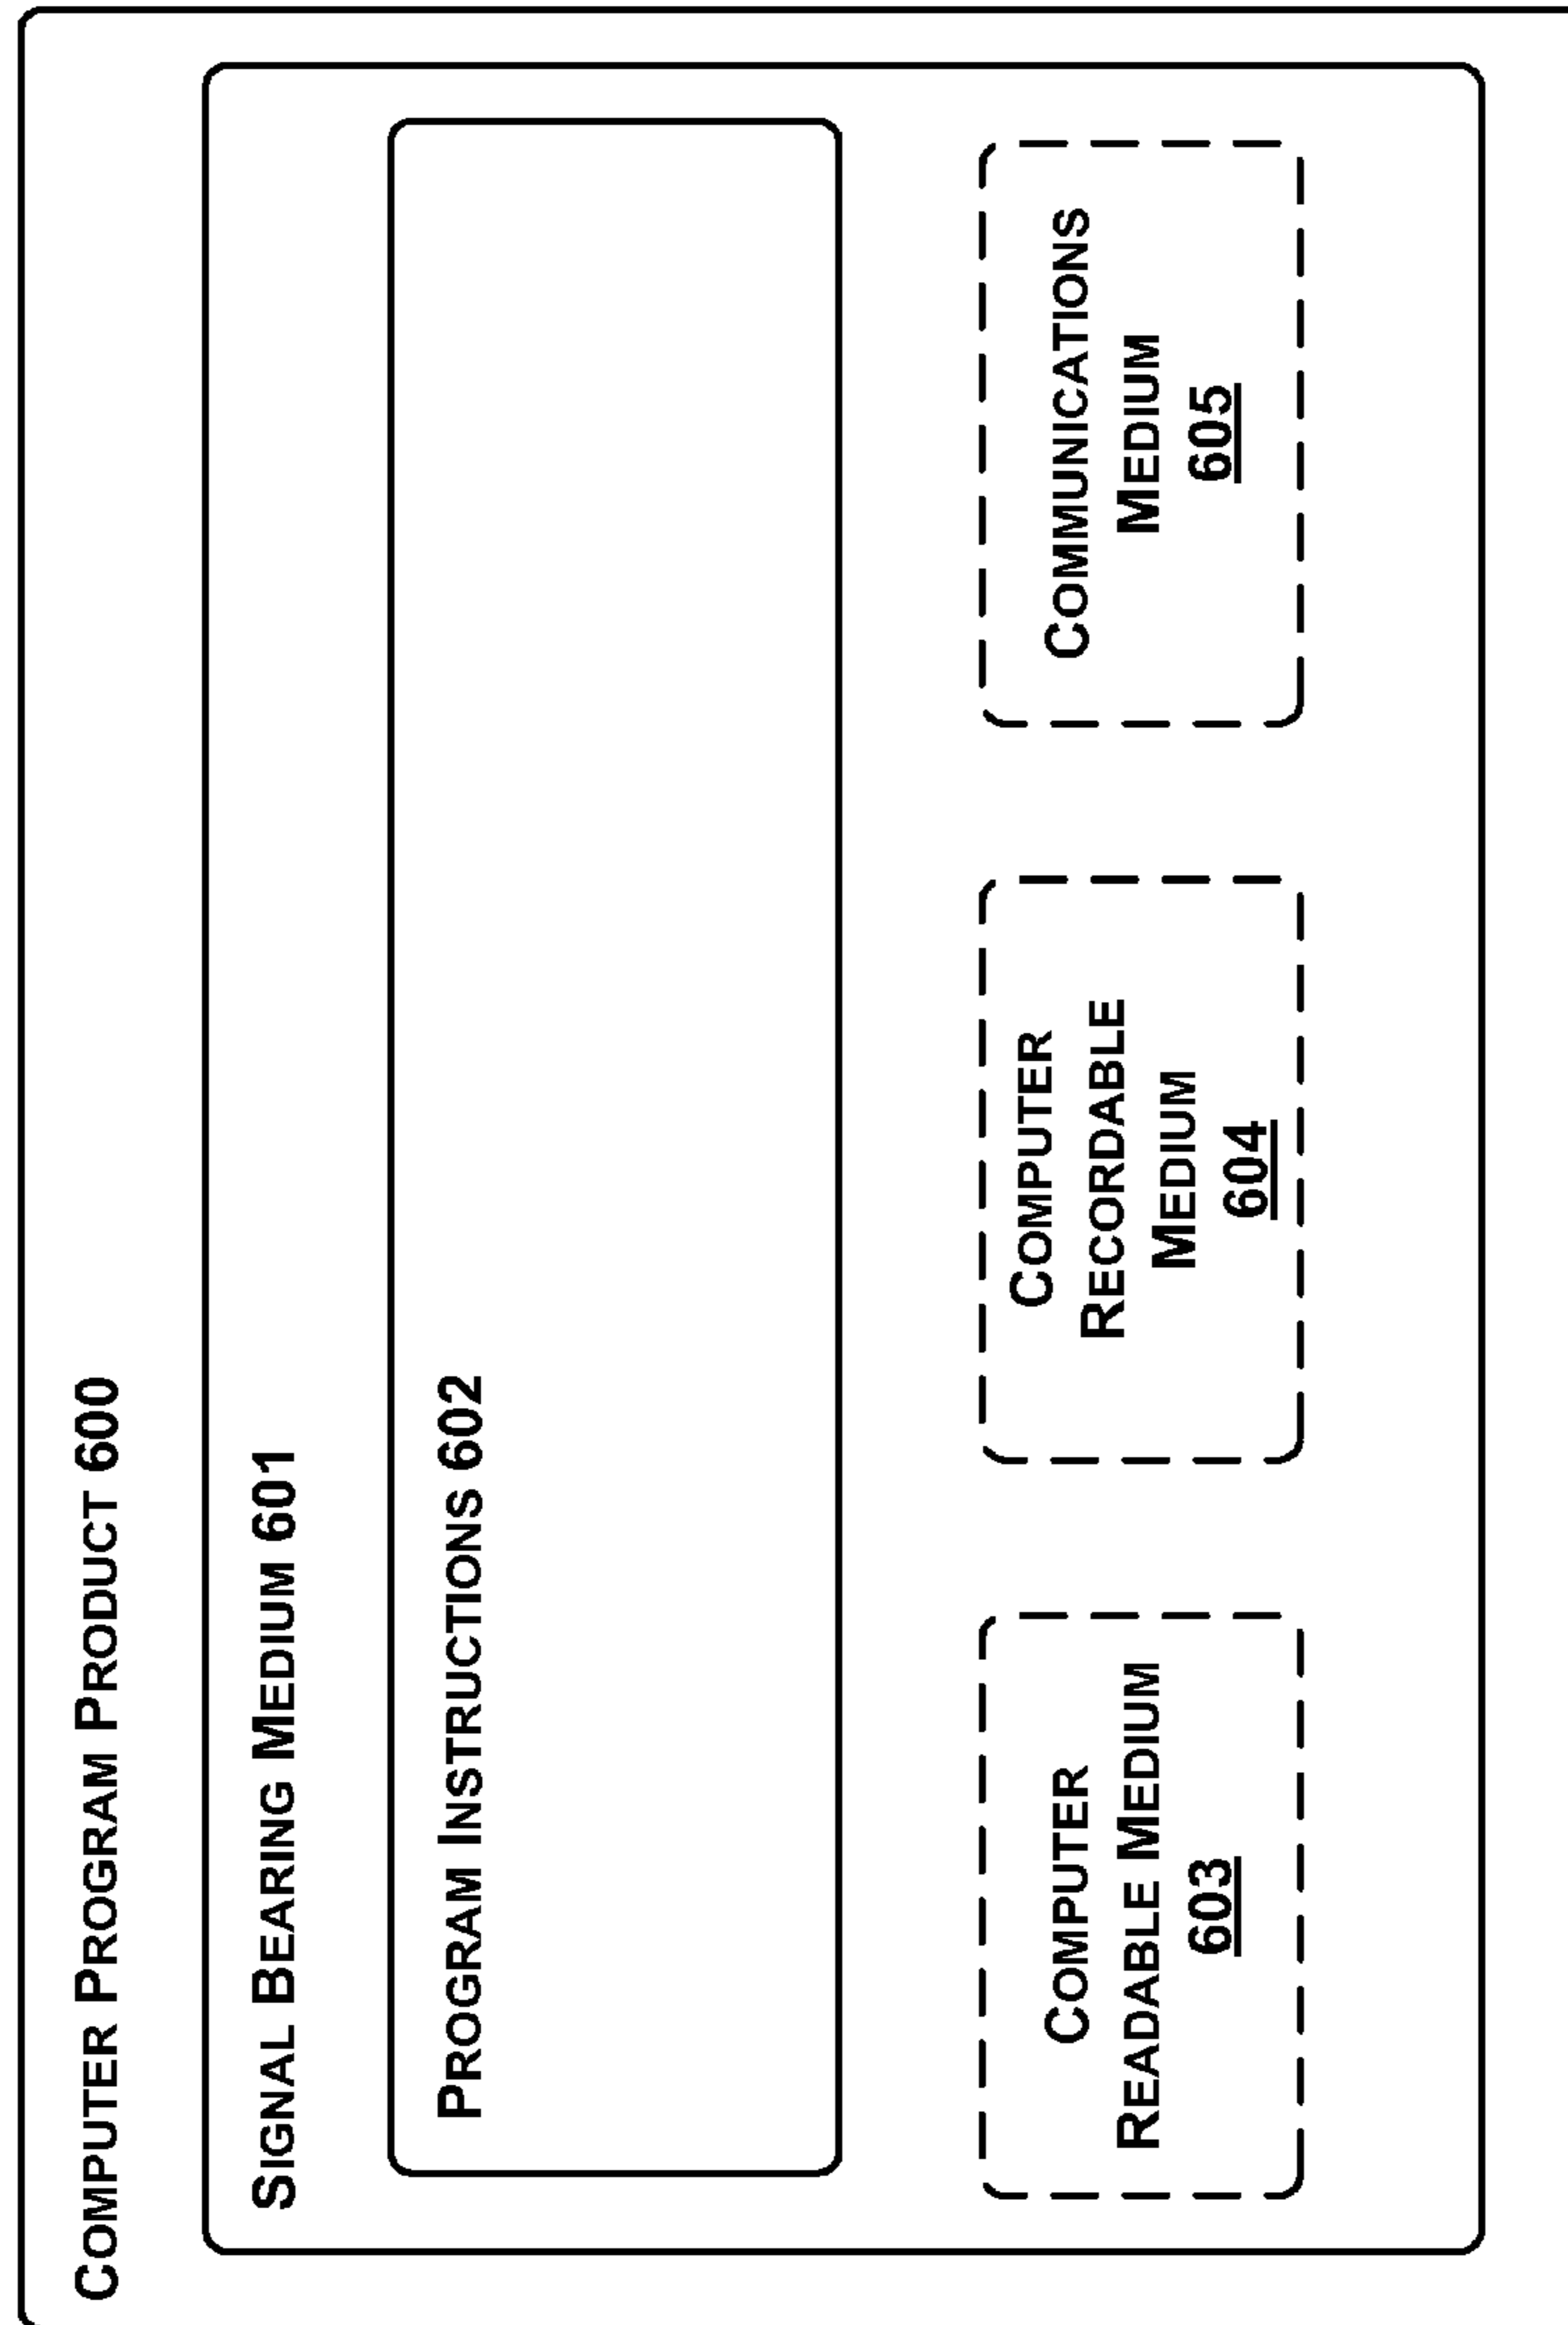 COMPUTER PROGRAM PRODUCT 600
SIGNAL BEARING MEDIUM 601
PROGRAM INSTRUCTIONS 602
COMPUTER
READABLE MEDIUM
603
COMPUTER
RECORDABLE
MEDIUM
604
COMMUNICATIONS
MEDIUM
605